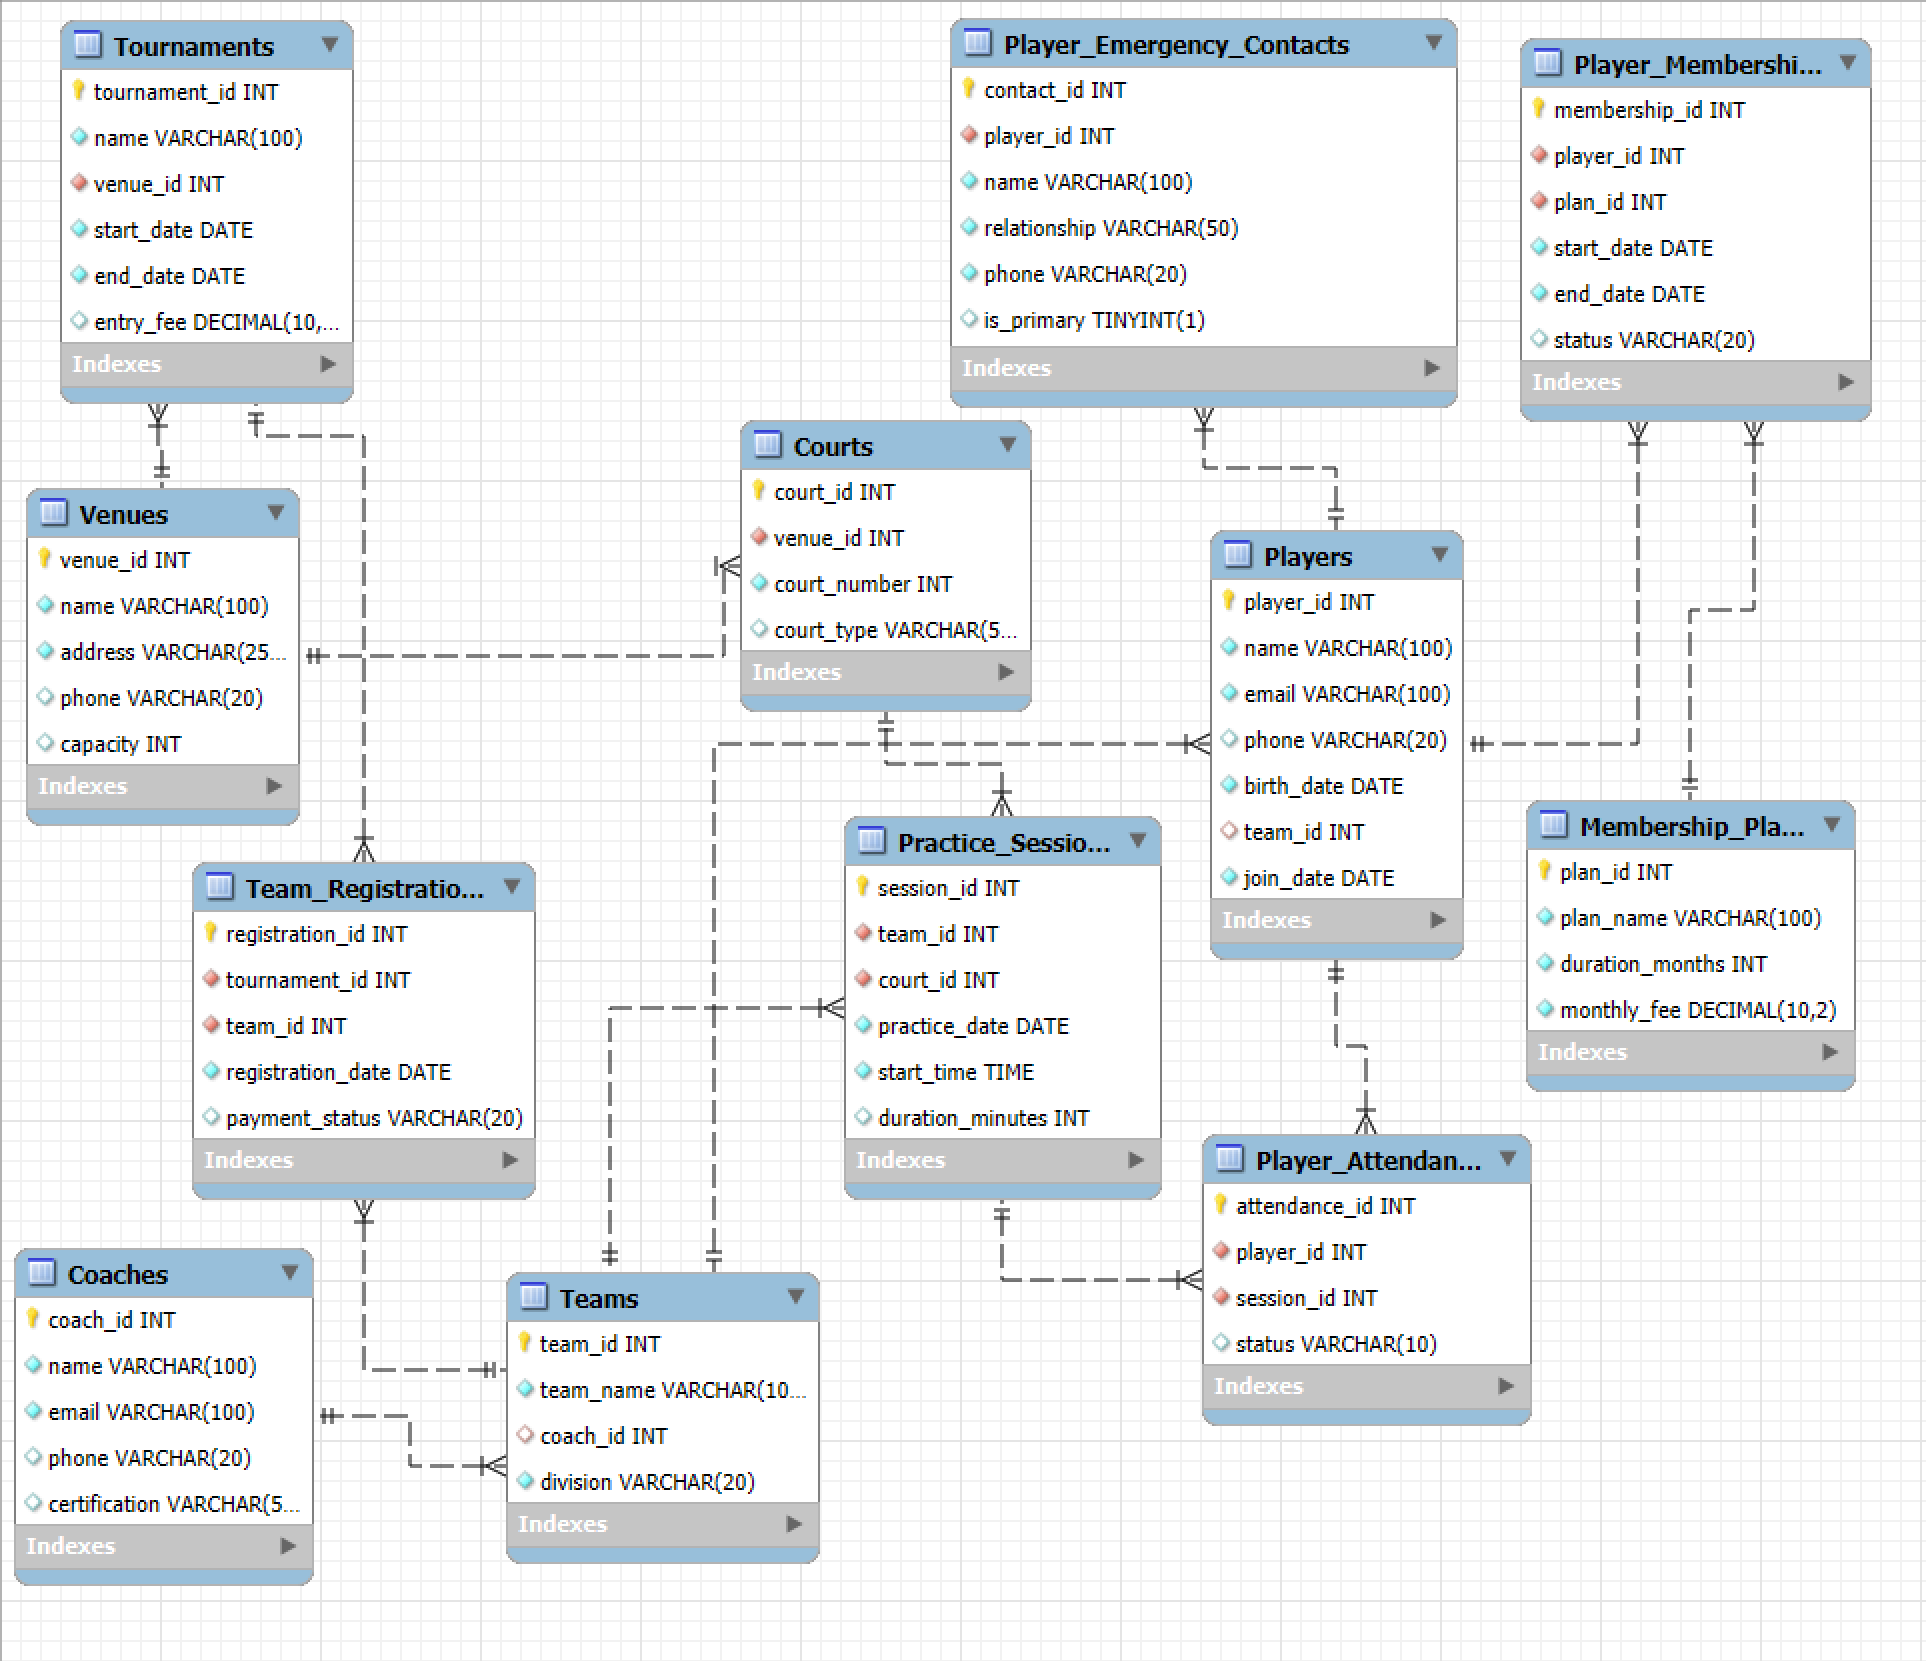 Tournaments
tournament_id INT
name VARCHAR(100)
venue_id INT
start_date DATE
end_date DATE
entry_fee DECIMAL(10,...
Indexes
Player_Emergency_Contacts
contact_id INT
player_id INT
name VARCHAR(100)
relationship VARCHAR(50)
phone VARCHAR(20)
is_primary TINYINT(1)
Indexes
Player_Membershi...
membership_id INT
player_id INT
plan_id INT
start_date DATE
end_date DATE
status VARCHAR(20)
Indexes
Courts
court_id INT
venue_id INT
court_number INT
court_type VARCHAR(5...
Indexes
Venues
venue_id INT
name VARCHAR(100)
address VARCHAR(25...
phone VARCHAR(20)
capacity INT
Indexes
Players
player_id INT
name VARCHAR(100)
email VARCHAR(100)
phone VARCHAR(20)
birth_date DATE
team_id INT
join_date DATE
Indexes
Membership_Pla...
plan_id INT
plan_name VARCHAR(100)
duration_months INT
monthly_fee DECIMAL(10,2)
Indexes
Practice_Sessio...
session_id INT
team_id INT
court_id INT
practice_date DATE
start_time TIME
duration_minutes INT
Indexes
Team_Registratio...
registration_id INT
tournament_id INT
team_id INT
registration_date DATE
payment_status VARCHAR(20)
Indexes
Player_Attendan...
attendance_id INT
player_id INT
session_id INT
status VARCHAR(10)
Indexes
Coaches
coach_id INT
name VARCHAR(100)
email VARCHAR(100)
phone VARCHAR(20)
certification VARCHAR(5...
Indexes
Teams
team_id INT
team_name VARCHAR(10...
coach_id INT
division VARCHAR(20)
Indexes